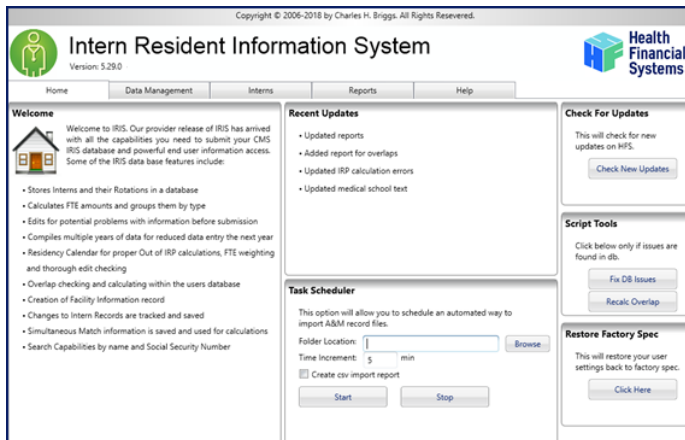 Copyright © 2006-2018 by Charles H. Briggs. All Rights Resevered.
Intern Resident Information System
Version: 5.29.0
Health
Financial
Systems
Home
Data Management
Interns
Reports
Help
Welcome
Welcome to IRIS. Our provider release of IRIS has arrived
with all the capabilities you need to submit your CMS
IRIS database and powerful end user information access.
Some of the IRIS data base features include:
• Stores Interns and their Rotations in a database
• Calculates FTE amounts and groups them by type
• Edits for potential problems with information before submission
• Compiles multiple years of data for reduced data entry the next year
• Residency Calendar for proper Out of IRP calculations, FTE weighting
and thorough edit checking
• Overlap checking and calculating within the users database
• Creation of Facility Information record
• Changes to Intern Records are tracked and saved
• Simultaneous Match information is saved and used for calculations
• Search Capabilities by name and Social Security Number
Recent Updates
• Updated reports
• Added report for overlaps
• Updated IRP calculation errors
• Updated medical school text
Task Scheduler
This option will allow you to schedule an automated way to
import A&M record files.
Folder Location:
Browse
Time Increment: 5 min
Create csv import report
Start
Stop
Check For Updates
This will check for new
updates on HFS.
Check New Updates
Script Tools
Click below only if issues are
found in db.
Fix DB Issues
Recalc Overlap
Restore Factory Spec
This will restore your user
settings back to factory spec.
Click Here